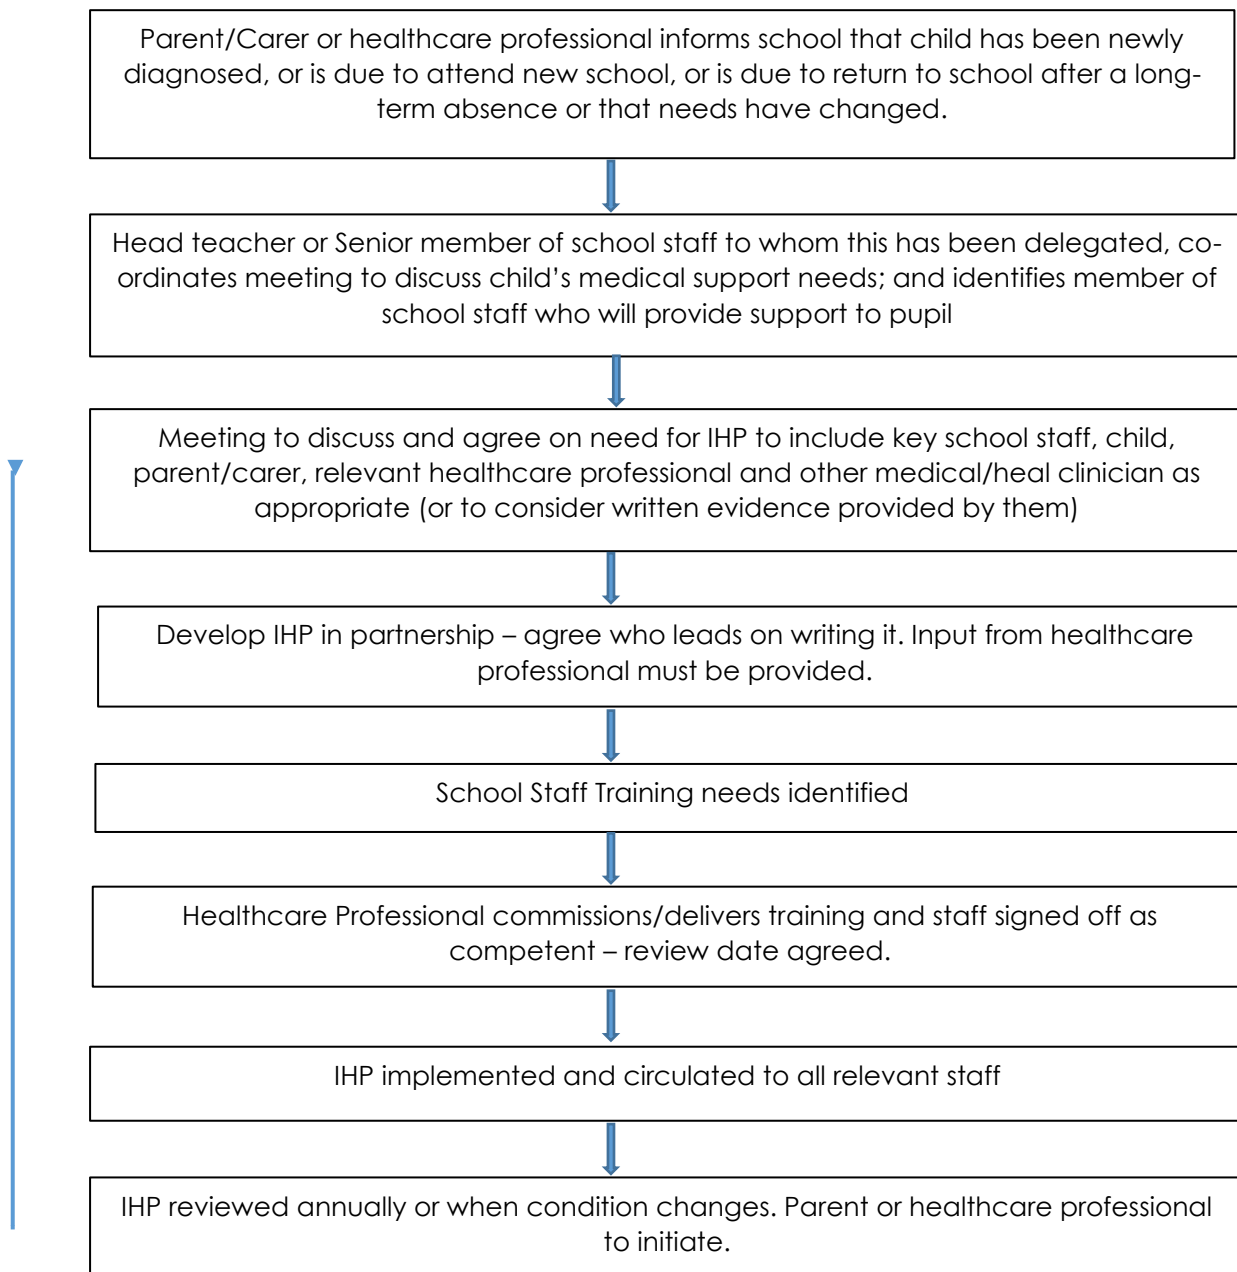 Parent/Carer or healthcare professional informs school that child has been newly
diagnosed, or is due to attend new school, or is due to return to school after a long-
term absence or that needs have changed.
Head teacher or Senior member of school staff to whom this has been delegated, co-
ordinates meeting to discuss child’s medical support needs; and identifies member of
school staff who will provide support to pupil
Meeting to discuss and agree on need for IHP to include key school staff, child,
parent/carer, relevant healthcare professional and other medical/heal clinician as
appropriate (or to consider written evidence provided by them)
Develop IHP in partnership – agree who leads on writing it. Input from healthcare
professional must be provided.
School Staff Training needs identified
Healthcare Professional commissions/delivers training and staff signed off as
competent – review date agreed.
IHP implemented and circulated to all relevant staff
IHP reviewed annually or when condition changes. Parent or healthcare professional
to initiate.